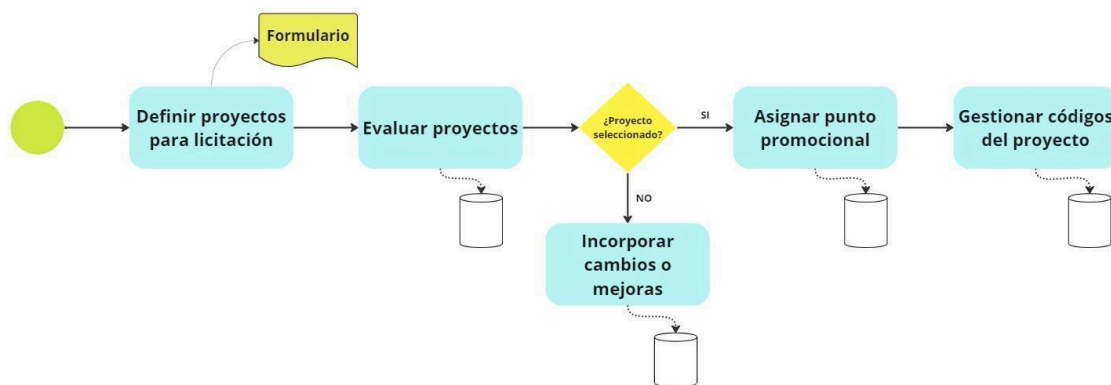 Formulario
Definir proyectos
para licitación
Evaluar proyectos
¿Proyecto
seleccionado?
SI
Asignar punto
promocional
Gestionar códigos
del proyecto
NO
Incorporar
cambios o
mejoras